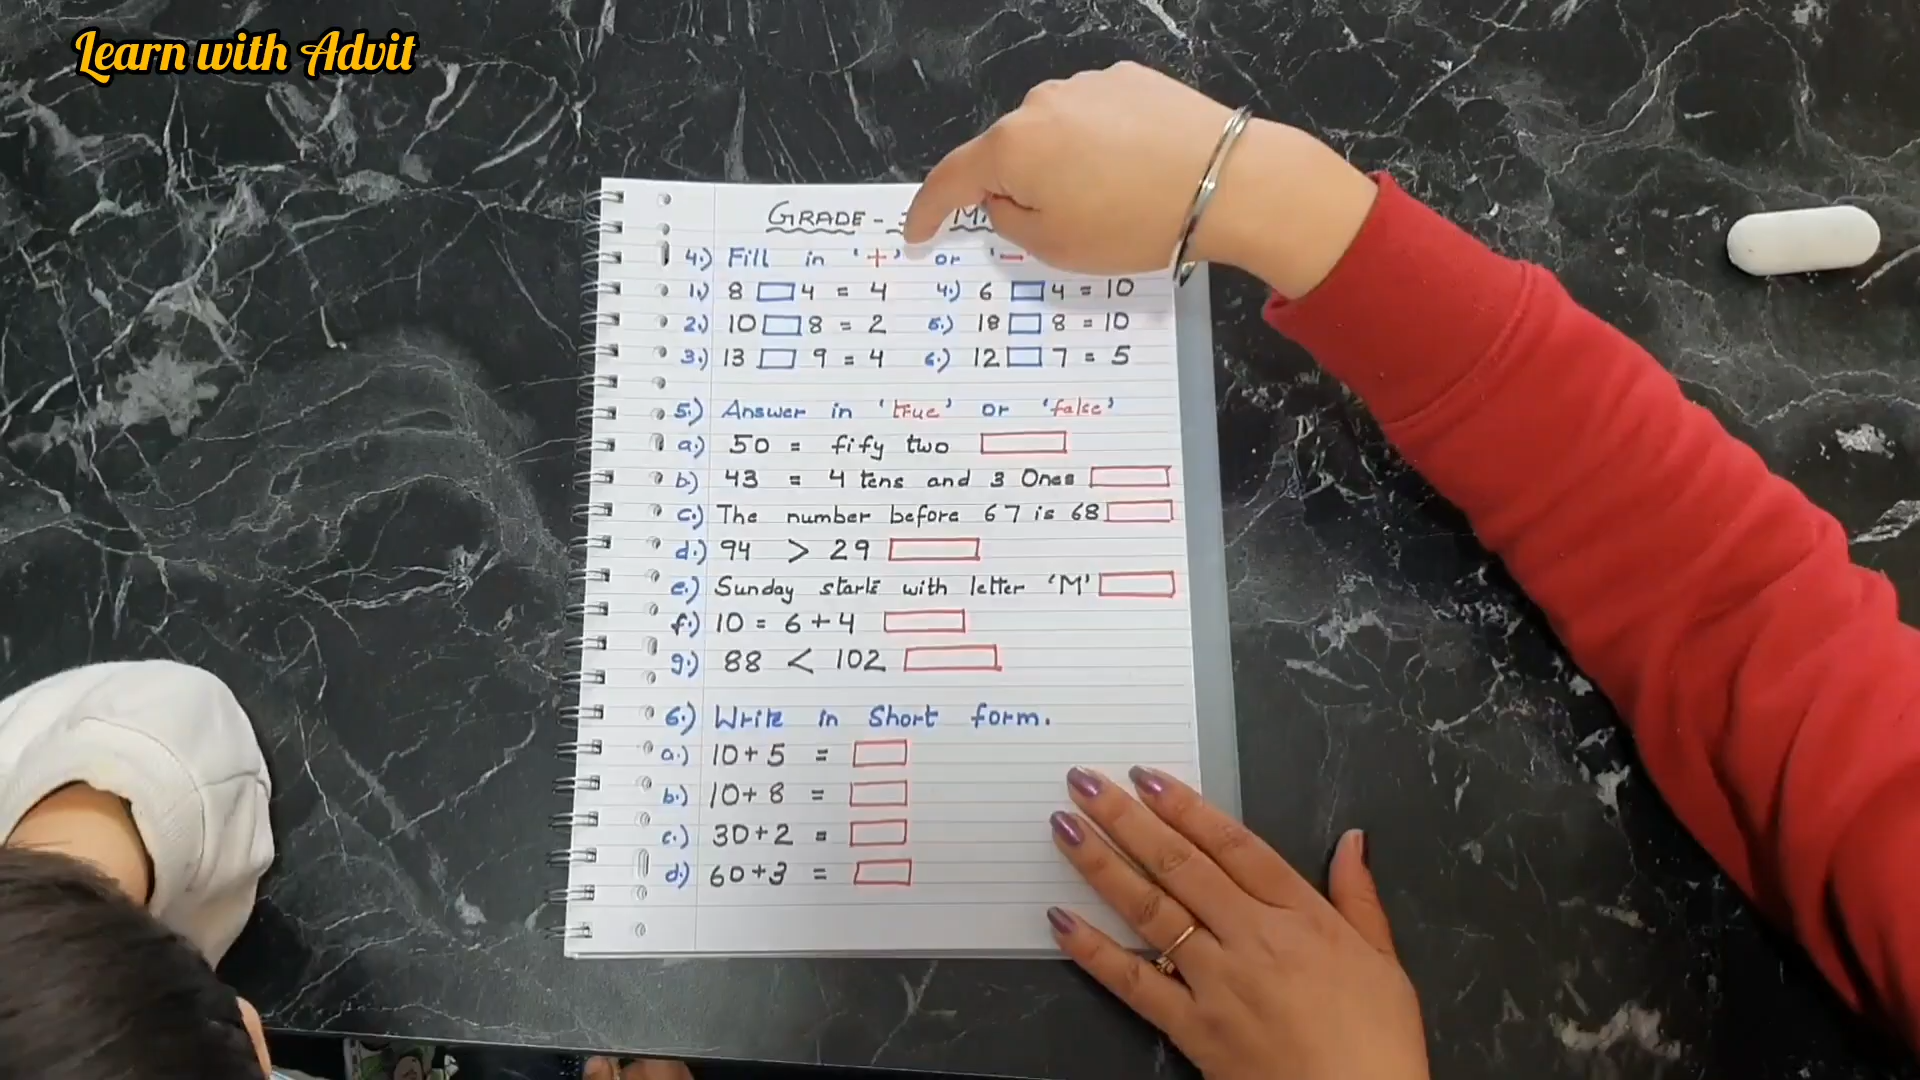 Learn with Advit
GRADE -
4.) Fill in '+' or '-
1.) 8 4 = 4 4.) 6 4 = 10
2.) 10 8 = 2 5.) 18 8 = 10
3.) 13 9 = 4 6.) 12 7 = 5
5.) Answer in 'true' or 'false'
a.) 50 = fify two
b.) 43 = 4 tens and 3 Ones
c.) The number before 67 is 68
d.) 94 > 29
e.) Sunday starts with letter 'M'
f.) 10 = 6 + 4
g.) 88 < 102
6.) Write in Short form.
a.) 10+5 =
b.) 10+8 =
c.) 30+2 =
d.) 60+3 =